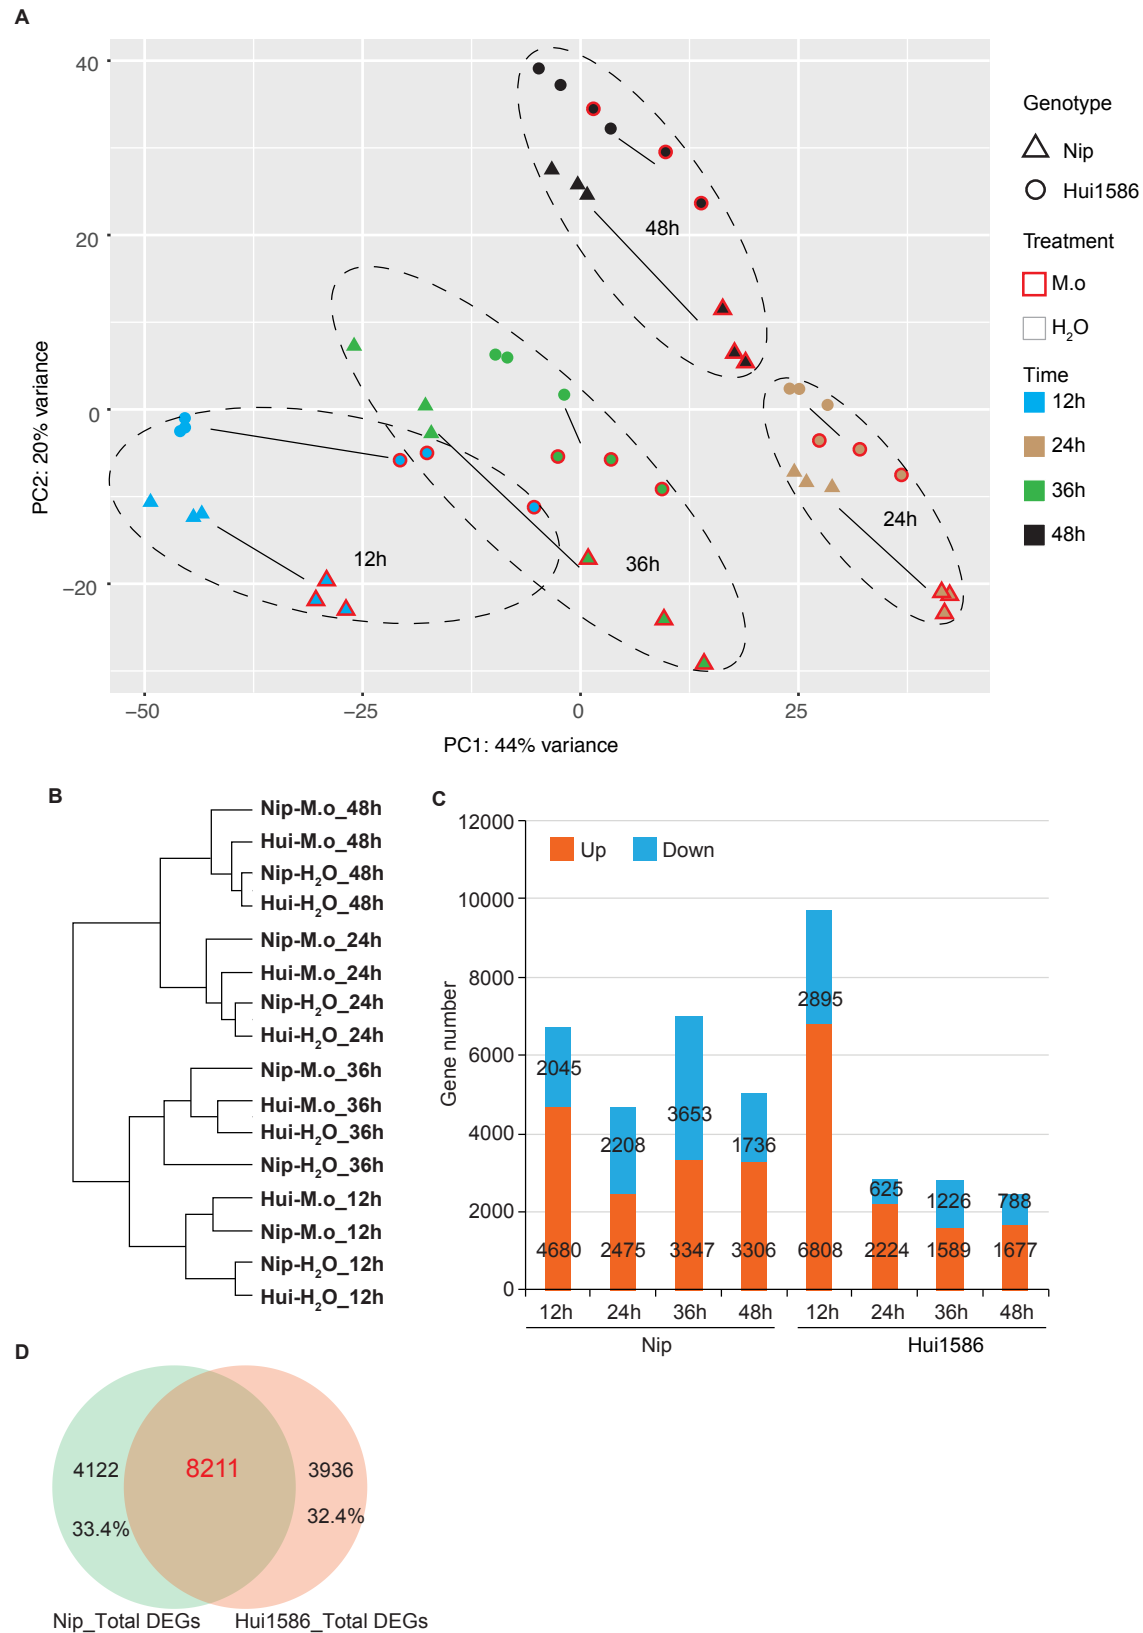 A
40
20
0
−20
PC2: 20% variance
−50
−25
0
25
PC1: 44% variance
48h
12h
36h
24h
Genotype
Nip
Hui1586
Treatment
M.o
H₂O
Time
12h
24h
36h
48h
B
Nip-M.o_48h
Hui-M.o_48h
Nip-H₂O_48h
Hui-H₂O_48h
Nip-M.o_24h
Hui-M.o_24h
Nip-H₂O_24h
Hui-H₂O_24h
Nip-M.o_36h
Hui-M.o_36h
Hui-H₂O_36h
Nip-H₂O_36h
Hui-M.o_12h
Nip-M.o_12h
Nip-H₂O_12h
Hui-H₂O_12h
C
12000
10000
8000
6000
4000
2000
0
Gene number
Up Down
2045
2208
3653
1736
2895
625
1226
788
4680
2475
3347
3306
6808
2224
1589
1677
12h 24h 36h 48h 12h 24h 36h 48h
Nip Hui1586
D
4122
33.4%
8211
3936
32.4%
Nip_Total DEGs Hui1586_Total DEGs